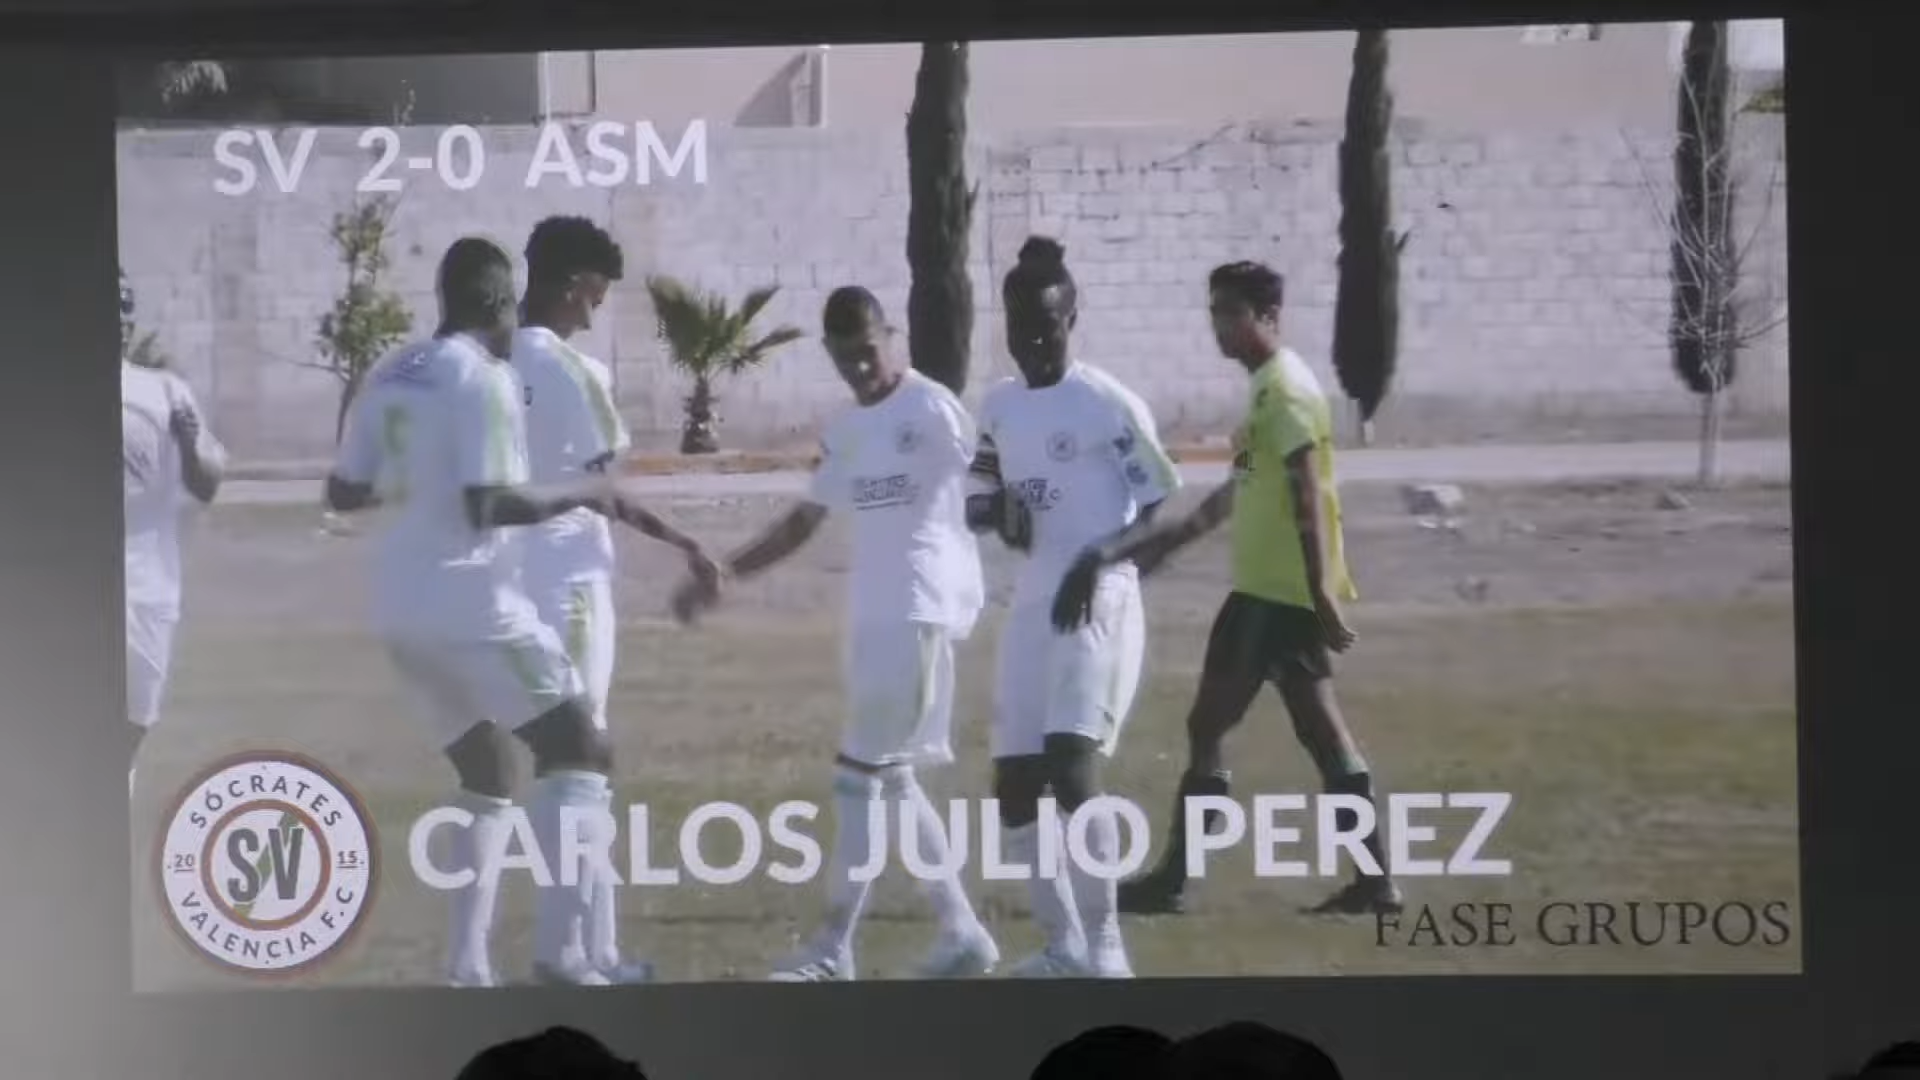 SV 2-0 ASM
SÓCRATES
20 SV 15
VALENCIA F.C
CARLOS JULIO PEREZ
FASE GRUPOS